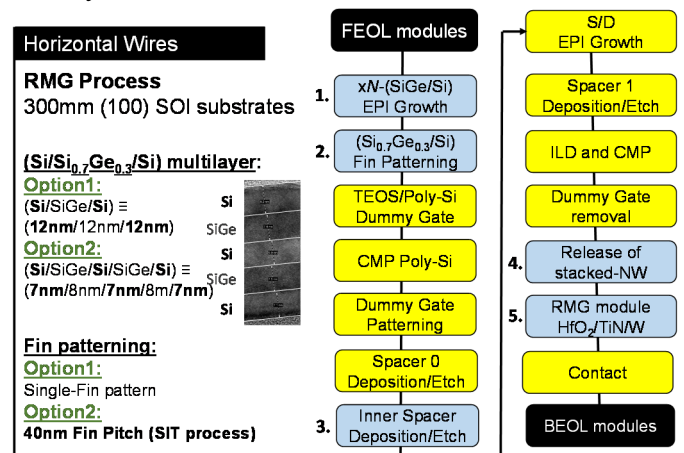 Horizontal Wires
RMG Process
300mm (100) SOI substrates
(Si/Si0.7Ge0.3/Si) multilayer:
Option1:
(Si/SiGe/Si) ≡
(12nm/12nm/12nm)
Option2:
(Si/SiGe/Si/SiGe/Si) ≡
(7nm/8nm/7nm/8m/7nm)
Si
SiGe
Si
SiGe
Si
Fin patterning:
Option1:
Single-Fin pattern
Option2:
40nm Fin Pitch (SIT process)
FEOL modules
1.
xN-(SiGe/Si)
EPI Growth
2.
(Si0.7Ge0.3/Si)
Fin Patterning
TEOS/Poly-Si
Dummy Gate
CMP Poly-Si
Dummy Gate
Patterning
Spacer 0
Deposition/Etch
3.
Inner Spacer
Deposition/Etch
S/D
EPI Growth
Spacer 1
Deposition/Etch
ILD and CMP
Dummy Gate
removal
4.
Release of
stacked-NW
5.
RMG module
HfO2/TiN/W
Contact
BEOL modules